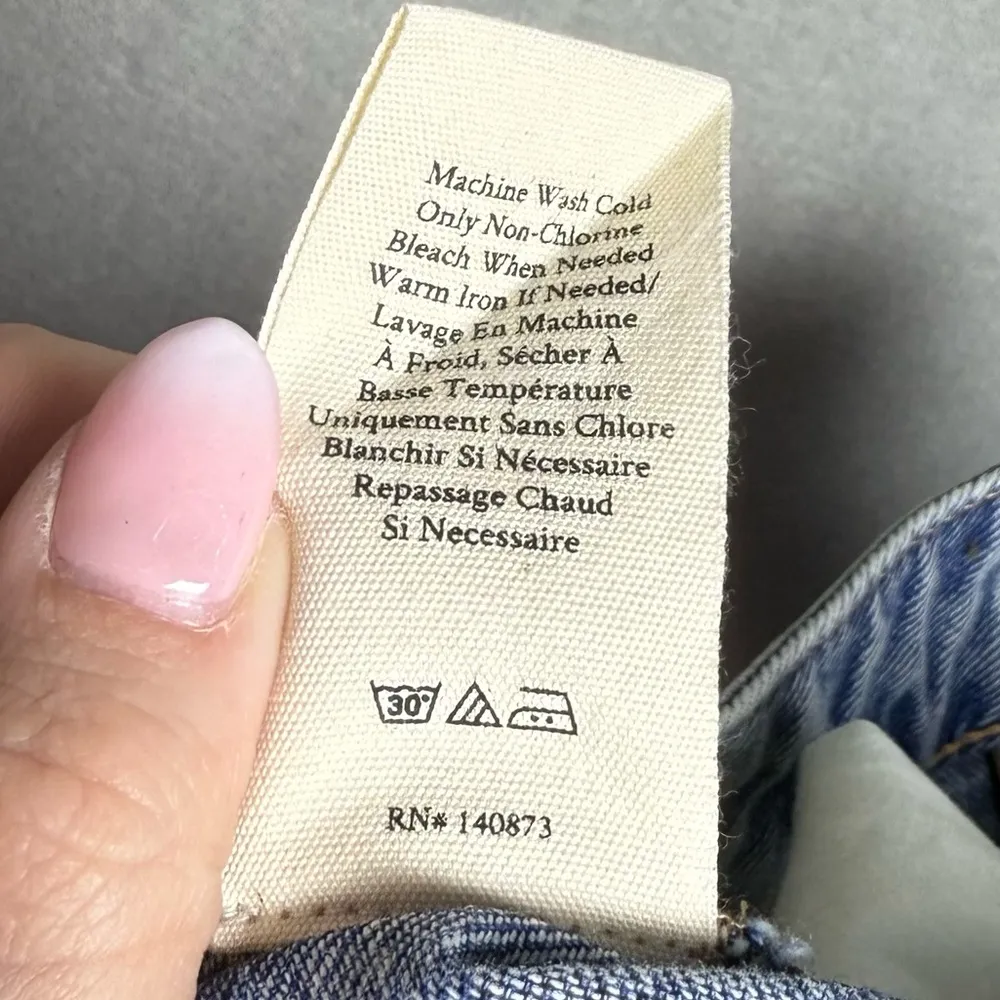 Machine Wash Cold
Only Non-Chlorine
Bleach When Needed
Warm Iron If Needed/
Lavage En Machine
À Froid, Sécher À
Basse Température
Uniquement Sans Chlore
Blanchir Si Nécessaire
Repassage Chaud
Si Necessaire
30°
RN# 140873